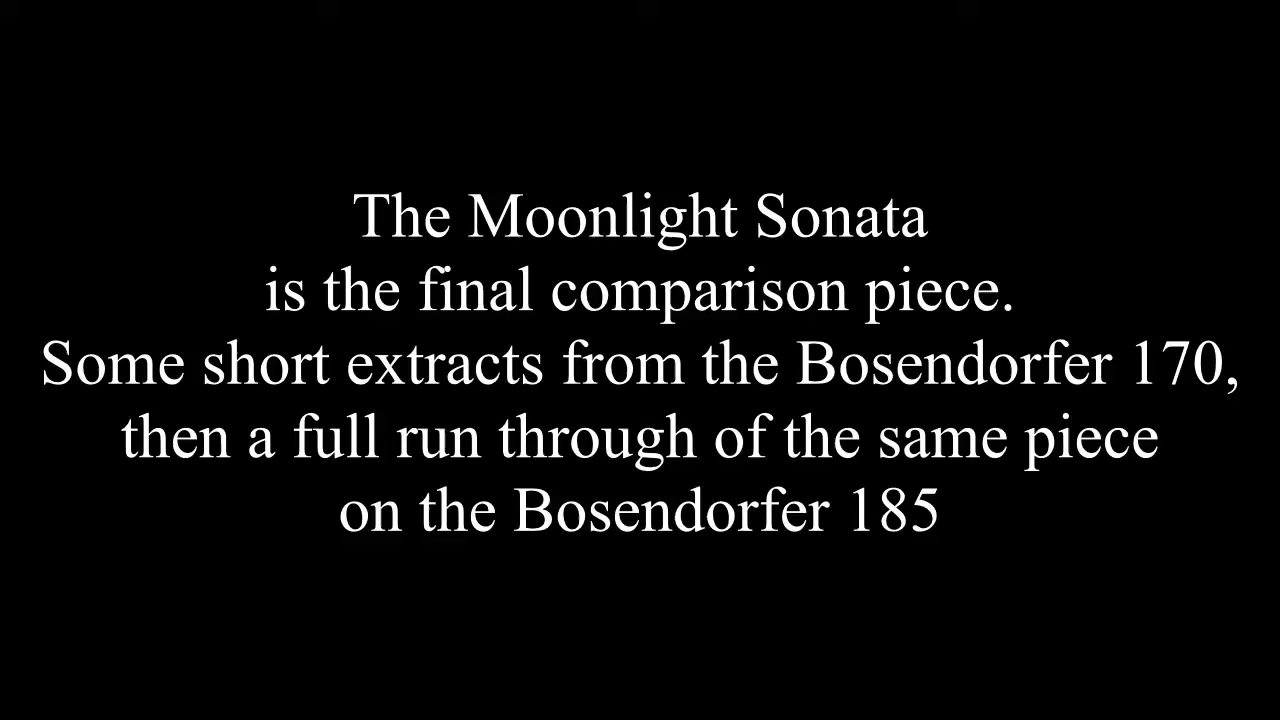 The Moonlight Sonata
is the final comparison piece.
Some short extracts from the Bosendorfer 170,
then a full run through of the same piece
on the Bosendorfer 185